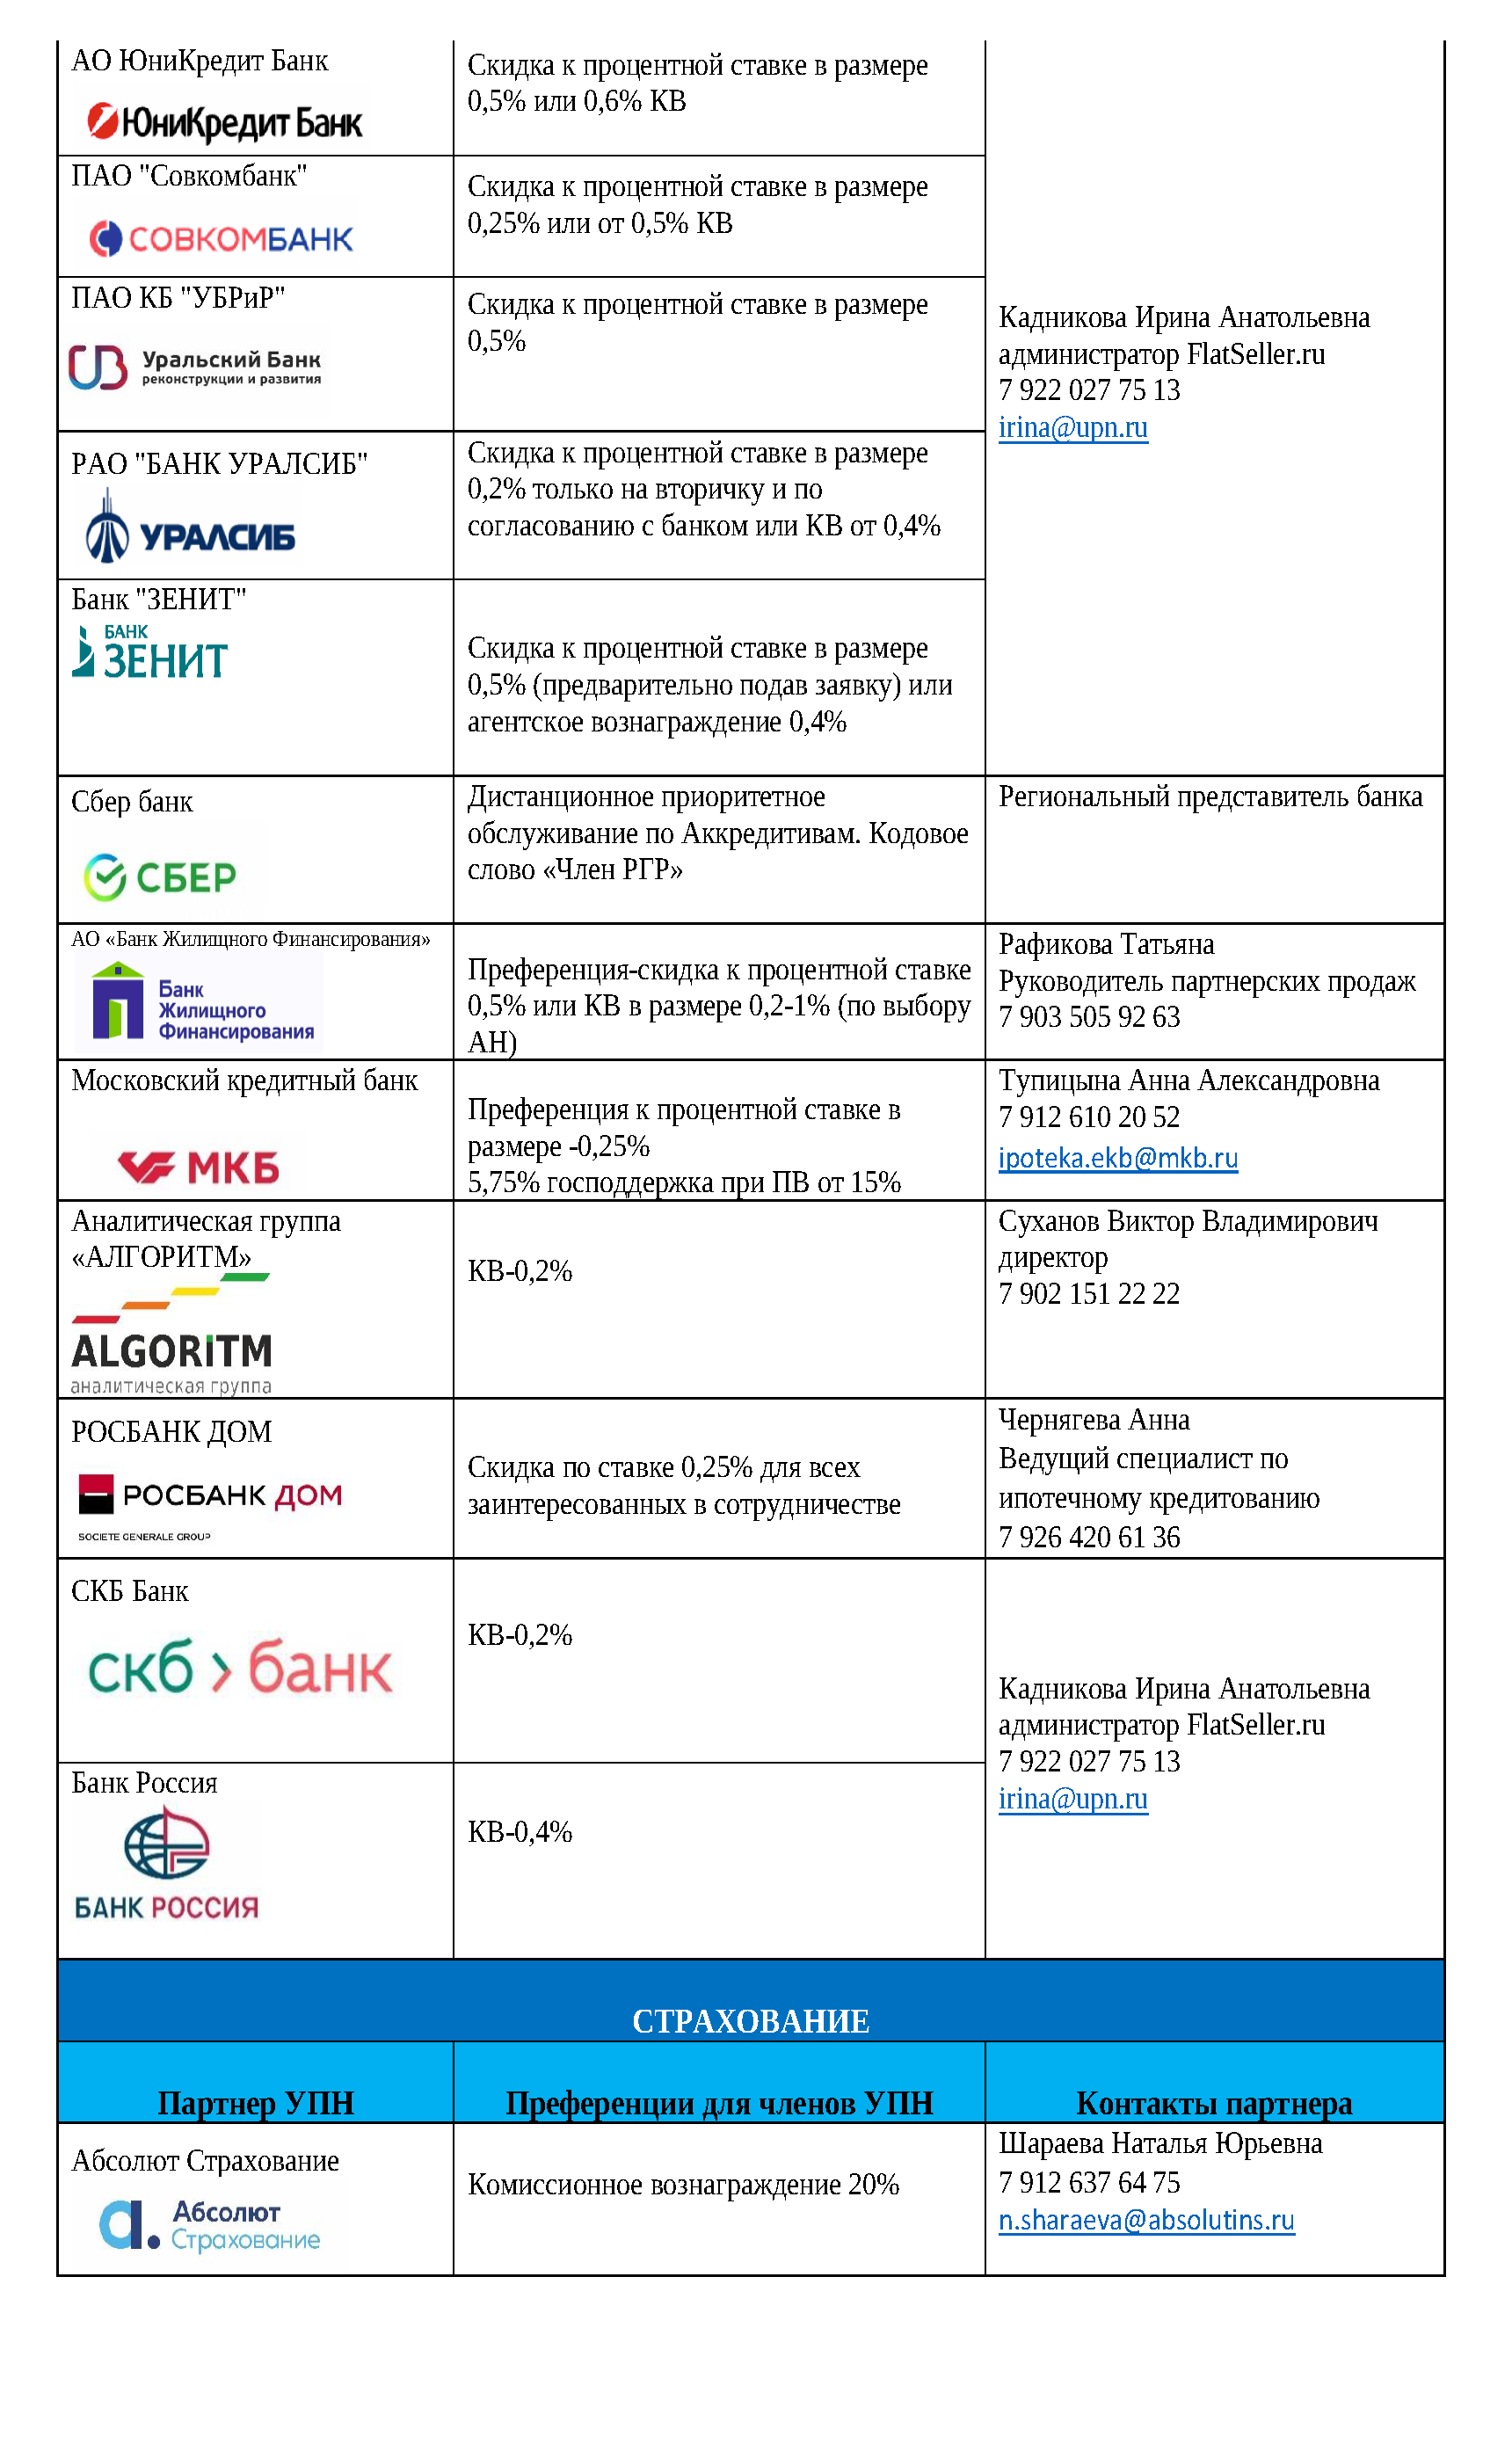 АО ЮниКредит Банк
ЮниКредит Банк
Скидка к процентной ставке в размере
0,5% или 0,6% КВ
ПАО "Совкомбанк"
СОВКОМБАНК
Скидка к процентной ставке в размере
0,25% или от 0,5% КВ
ПАО КБ "УБРиР"
Уральский Банк
реконструкции и развития
Скидка к процентной ставке в размере
0,5%
Кадникова Ирина Анатольевна
администратор FlatSeller.ru
7 922 027 75 13
irina@upn.ru
РАО "БАНК УРАЛСИБ"
УРАЛСИБ
Скидка к процентной ставке в размере
0,2% только на вторичку и по
согласованию с банком или КВ от 0,4%
Банк "ЗЕНИТ"
БАНК
ЗЕНИТ
Скидка к процентной ставке в размере
0,5% (предварительно подав заявку) или
агентское вознаграждение 0,4%
Сбер банк
СБЕР
Дистанционное приоритетное
обслуживание по Аккредитивам. Кодовое
слово «Член РГР»
Региональный представитель банка
АО «Банк Жилищного Финансирования»
Банк
Жилищного
Финансирования
Преференция-скидка к процентной ставке
0,5% или КВ в размере 0,2-1% (по выбору
АН)
Рафикова Татьяна
Руководитель партнерских продаж
7 903 505 92 63
Московский кредитный банк
МКБ
Преференция к процентной ставке в
размере -0,25%
5,75% господдержка при ПВ от 15%
Тупицына Анна Александровна
7 912 610 20 52
ipoteka.ekb@mkb.ru
Аналитическая группа
«АЛГОРИТМ»
ALGORiTM
аналитическая группа
КВ-0,2%
Суханов Виктор Владимирович
директор
7 902 151 22 22
РОСБАНК ДОМ
РОСБАНК ДОМ
SOCIETE GENERALE GROUP
Скидка по ставке 0,25% для всех
заинтересованных в сотрудничестве
Чернягева Анна
Ведущий специалист по
ипотечному кредитованию
7 926 420 61 36
СКБ Банк
скб банк
КВ-0,2%
Кадникова Ирина Анатольевна
администратор FlatSeller.ru
7 922 027 75 13
irina@upn.ru
Банк Россия
БАНК РОССИЯ
КВ-0,4%
СТРАХОВАНИЕ
Партнер УПН
Преференции для членов УПН
Контакты партнера
Абсолют Страхование
Абсолют
Страхование
Комиссионное вознаграждение 20%
Шараева Наталья Юрьевна
7 912 637 64 75
n.sharaeva@absolutins.ru